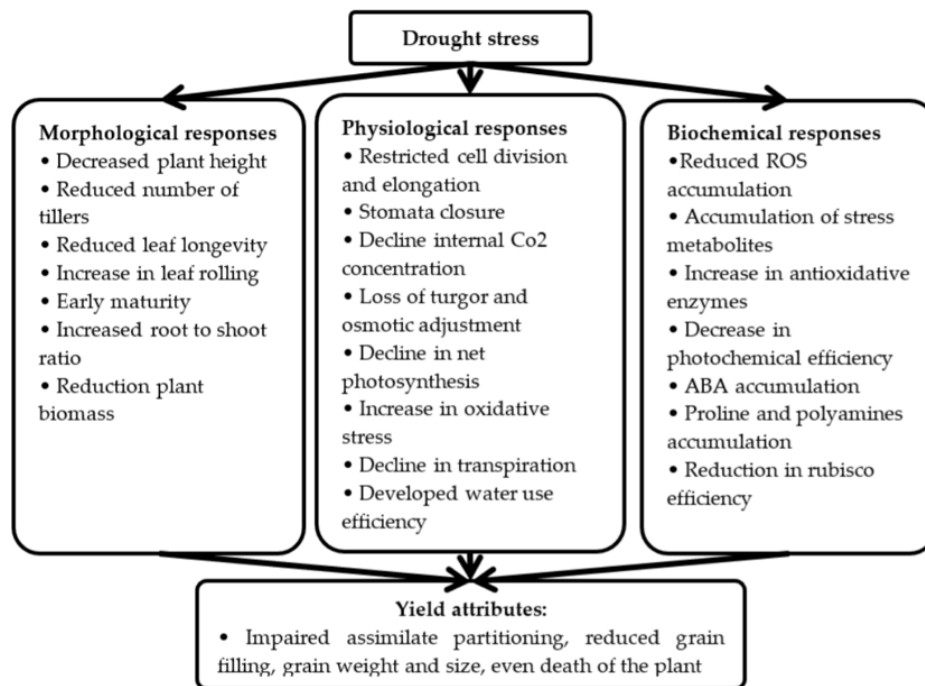 Drought stress
Morphological responses
• Decreased plant height
• Reduced number of
tillers
• Reduced leaf longevity
• Increase in leaf rolling
• Early maturity
• Increased root to shoot
ratio
• Reduction plant
biomass
Physiological responses
• Restricted cell division
and elongation
• Stomata closure
• Decline internal Co2
concentration
• Loss of turgor and
osmotic adjustment
• Decline in net
photosynthesis
• Increase in oxidative
stress
• Decline in transpiration
• Developed water use
efficiency
Biochemical responses
•Reduced ROS
accumulation
• Accumulation of stress
metabolites
• Increase in antioxidative
enzymes
• Decrease in
photochemical efficiency
• ABA accumulation
• Proline and polyamines
accumulation
• Reduction in rubisco
efficiency
Yield attributes:
• Impaired assimilate partitioning, reduced grain
filling, grain weight and size, even death of the plant